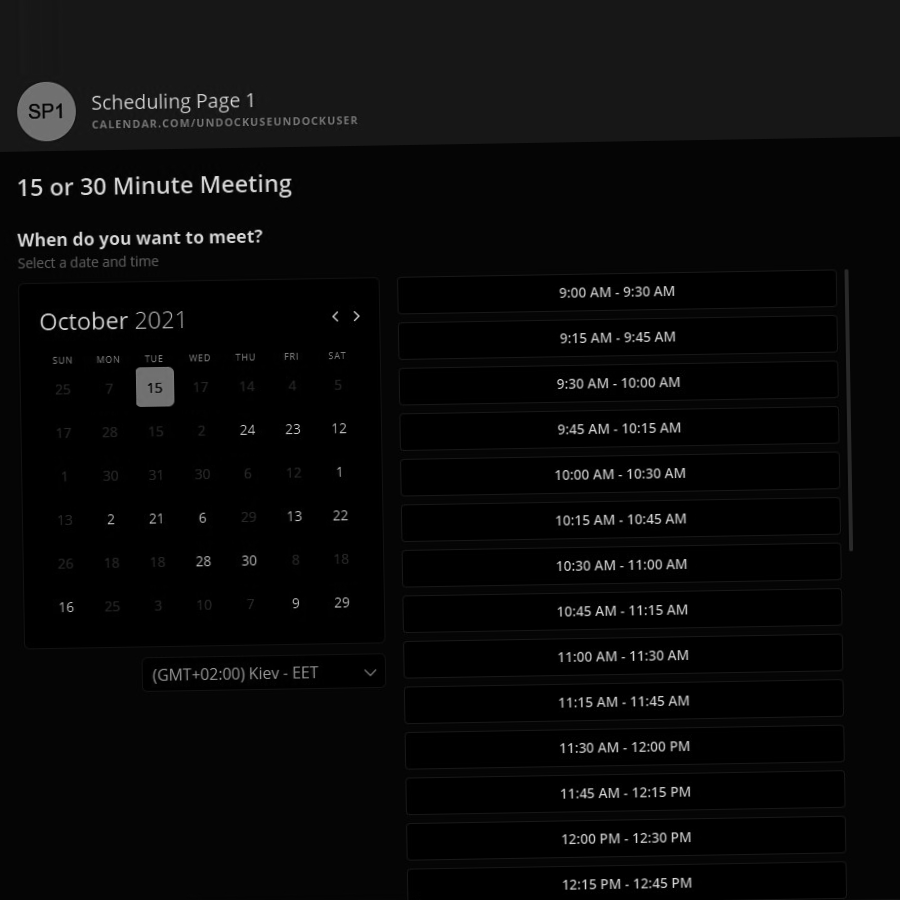 SP1
Scheduling Page 1
CALENDAR.COM/UNDOCKUSEUNDOCKUSER
15 or 30 Minute Meeting
When do you want to meet?
Select a date and time
October 2021
SUN MON TUE WED THU FRI SAT
25 7 15 17 14 4 5
17 28 15 2 24 23 12
1 30 31 30 6 12 1
13 2 21 6 29 13 22
26 18 18 28 30 8 18
16 25 3 10 7 9 29
(GMT+02:00) Kiev - EET
9:00 AM - 9:30 AM
9:15 AM - 9:45 AM
9:30 AM - 10:00 AM
9:45 AM - 10:15 AM
10:00 AM - 10:30 AM
10:15 AM - 10:45 AM
10:30 AM - 11:00 AM
10:45 AM - 11:15 AM
11:00 AM - 11:30 AM
11:15 AM - 11:45 AM
11:30 AM - 12:00 PM
11:45 AM - 12:15 PM
12:00 PM - 12:30 PM
12:15 PM - 12:45 PM